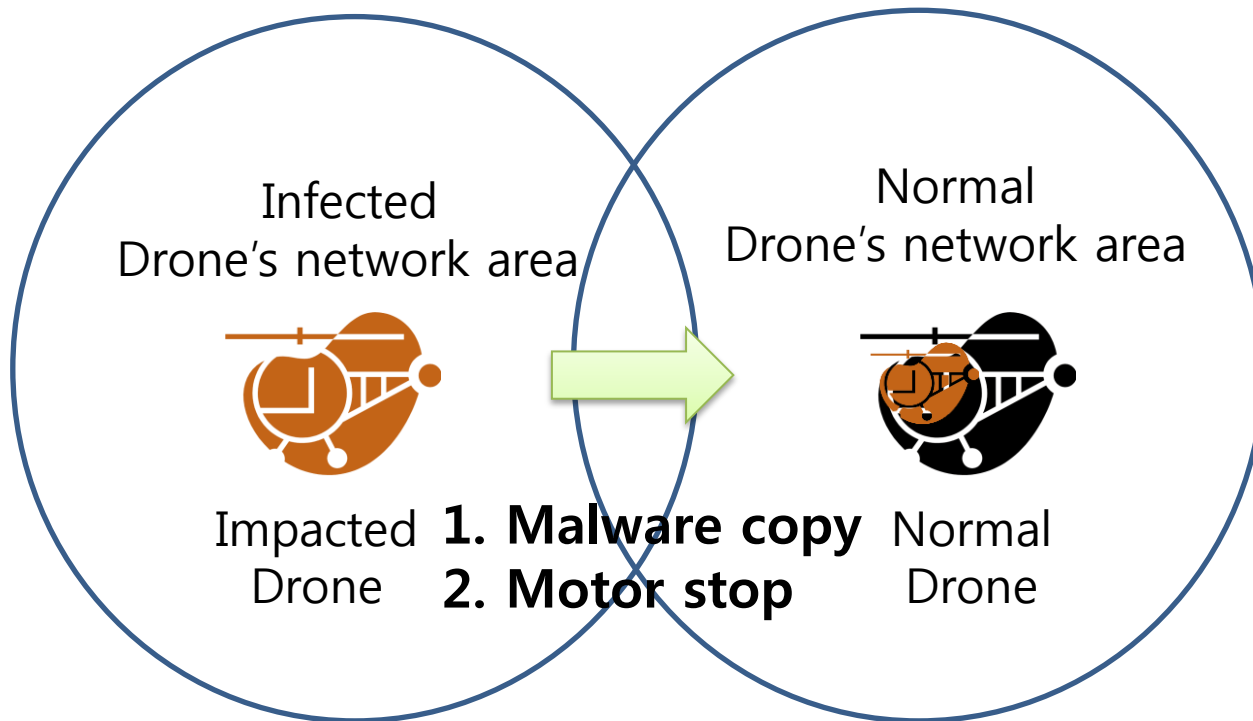 Infected
Drone's network area
Normal
Drone's network area
Impacted
Drone
1. Malware copy
2. Motor stop
Normal
Drone